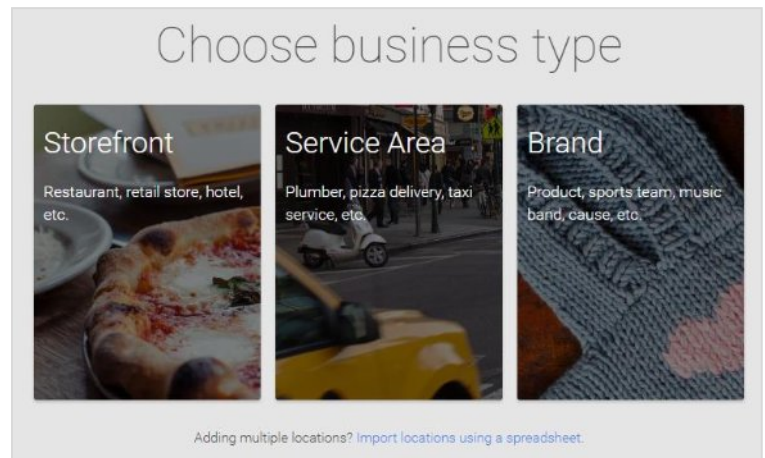 Choose business type
Storefront
Restaurant, retail store, hotel,
etc.
Service Area
Plumber, pizza delivery, taxi
service, etc.
Brand
Product, sports team, music
band, cause, etc.
Adding multiple locations? Import locations using a spreadsheet.